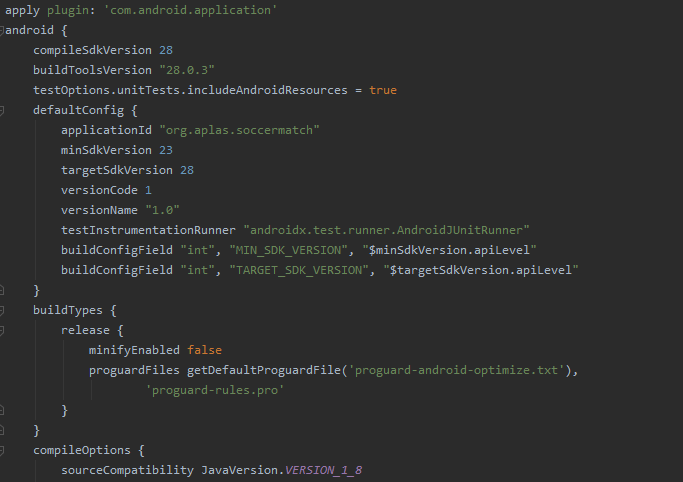 apply plugin: 'com.android.application'
android {
    compileSdkVersion 28
    buildToolsVersion "28.0.3"
    testOptions.unitTests.includeAndroidResources = true
    defaultConfig {
        applicationId "org.aplas.soccermatch"
        minSdkVersion 23
        targetSdkVersion 28
        versionCode 1
        versionName "1.0"
        testInstrumentationRunner "androidx.test.runner.AndroidJUnitRunner"
        buildConfigField "int", "MIN_SDK_VERSION", "$minSdkVersion.apiLevel"
        buildConfigField "int", "TARGET_SDK_VERSION", "$targetSdkVersion.apiLevel"
    }
    buildTypes {
        release {
            minifyEnabled false
            proguardFiles getDefaultProguardFile('proguard-android-optimize.txt'),
                    'proguard-rules.pro'
        }
    }
    compileOptions {
        sourceCompatibility JavaVersion.VERSION_1_8